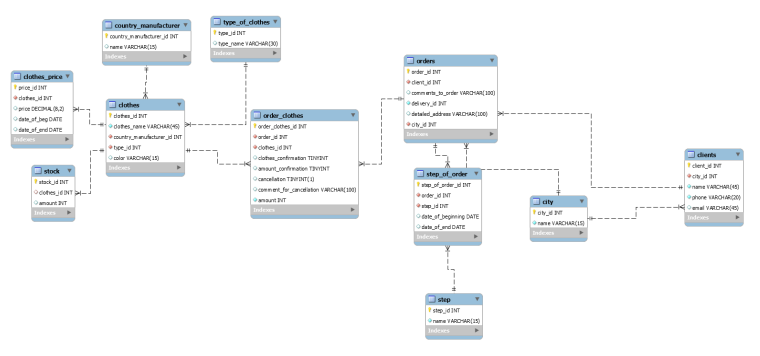 country_manufacturer
country_manufacturer_id INT
name VARCHAR(15)
Indexes
type_of_clothes
type_id INT
type_name VARCHAR(30)
Indexes
clothes_price
price_id INT
clothes_id INT
price DECIMAL(8,2)
date_of_beg DATE
date_of_end DATE
Indexes
clothes
clothes_id INT
clothes_name VARCHAR(45)
country_manufacturer_id INT
type_id INT
color VARCHAR(15)
Indexes
stock
stock_id INT
clothes_id INT
amount INT
Indexes
order_clothes
order_clothes_id INT
order_id INT
clothes_id INT
clothes_confirmation TINYINT
amount_confirmation TINYINT
cancellation TINYINT(1)
comment_for_cancellation VARCHAR(100)
amount INT
Indexes
orders
order_id INT
client_id INT
comments_to_order VARCHAR(100)
delivery_id INT
detailed_address VARCHAR(100)
city_id INT
Indexes
step_of_order
step_of_order_id INT
order_id INT
step_id INT
date_of_beginning DATE
date_of_end DATE
Indexes
city
city_id INT
name VARCHAR(15)
Indexes
clients
client_id INT
city_id INT
name VARCHAR(45)
phone VARCHAR(20)
email VARCHAR(45)
Indexes
step
step_id INT
name VARCHAR(15)
Indexes